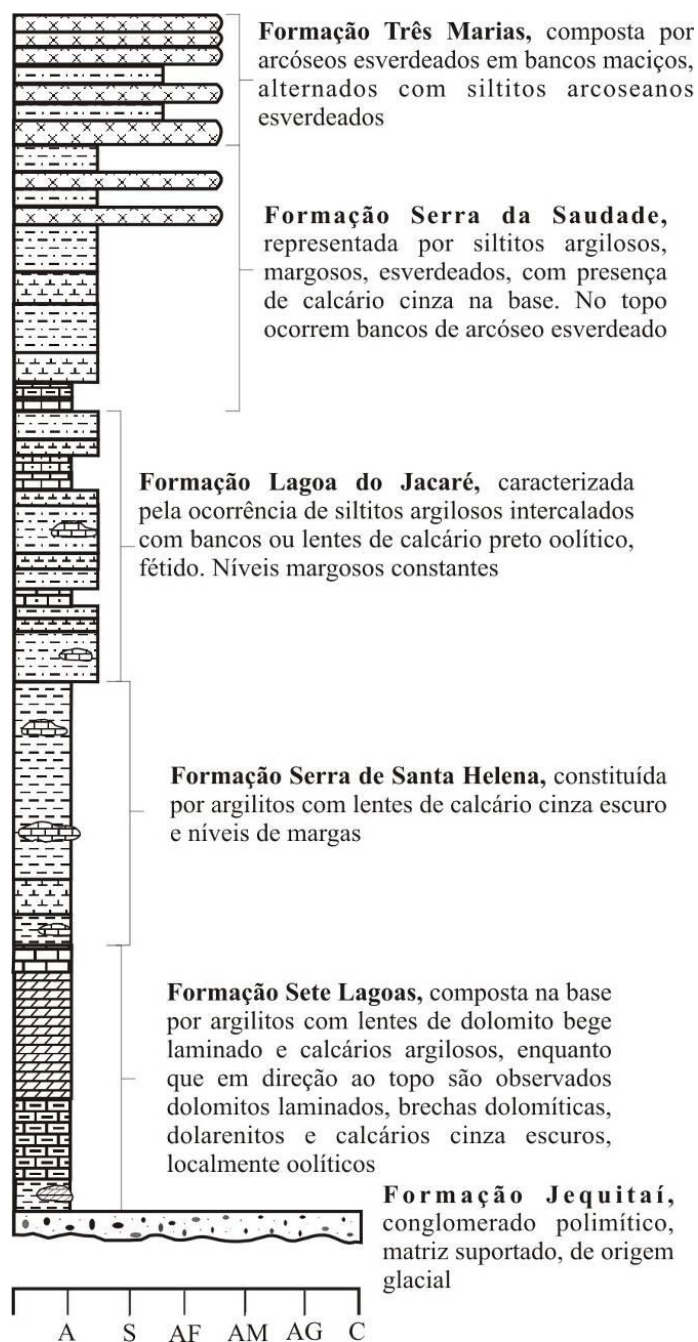 Formação Três Marias, composta por
arcóseos esverdeados em bancos maciços,
alternados com siltitos arcoseanos
esverdeados
Formação Serra da Saudade,
representada por siltitos argilosos,
margosos, esverdeados, com presença
de calcário cinza na base. No topo
ocorrem bancos de arcóseo esverdeado
Formação Lagoa do Jacaré, caracterizada
pela ocorrência de siltitos argilosos intercalados
com bancos ou lentes de calcário preto oolítico,
fétido. Níveis margosos constantes
Formação Serra de Santa Helena, constituída
por argilitos com lentes de calcário cinza escuro
e níveis de margas
Formação Sete Lagoas, composta na base
por argilitos com lentes de dolomito bege
laminado e calcários argilosos, enquanto
que em direção ao topo são observados
dolomitos laminados, brechas dolomíticas,
dolarenitos e calcários cinza escuros,
localmente oolíticos
Formação Jequitaí,
conglomerado polimítico,
matriz suportado, de origem
glacial
A S AF AM AG C